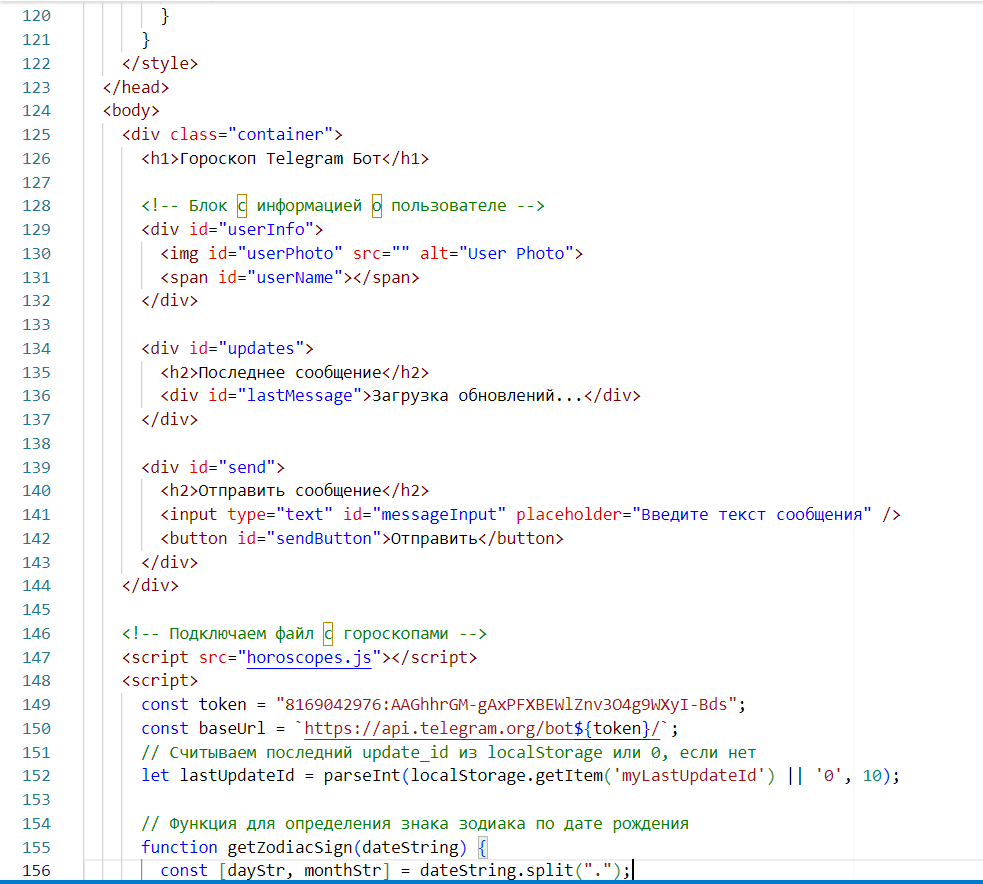 120 }
121 }
122 </style>
123 </head>
124 <body>
125 <div class="container">
126 <h1>Гороскоп Telegram Бот</h1>
127
128 <!-- Блок с информацией о пользователе -->
129 <div id="userInfo">
130 <img id="userPhoto" src="" alt="User Photo">
131 <span id="userName"></span>
132 </div>
133
134 <div id="updates">
135 <h2>Последнее сообщение</h2>
136 <div id="lastMessage">Загрузка обновлений...</div>
137 </div>
138
139 <div id="send">
140 <h2>Отправить сообщение</h2>
141 <input type="text" id="messageInput" placeholder="Введите текст сообщения" />
142 <button id="sendButton">Отправить</button>
143 </div>
144 </div>
145
146 <!-- Подключаем файл с гороскопами -->
147 <script src="horoscopes.js"></script>
148 <script>
149 const token = "8169042976:AAGhhrGM-gAxPFXBEWlZnv3O4g9WXyI-Bds";
150 const baseUrl = `https://api.telegram.org/bot${token}/`;
151 // Считываем последний update_id из localStorage или 0, если нет
152 let lastUpdateId = parseInt(localStorage.getItem('myLastUpdateId') || '0', 10);
153
154 // Функция для определения знака зодиака по дате рождения
155 function getZodiacSign(dateString) {
156 const [dayStr, monthStr] = dateString.split(".");